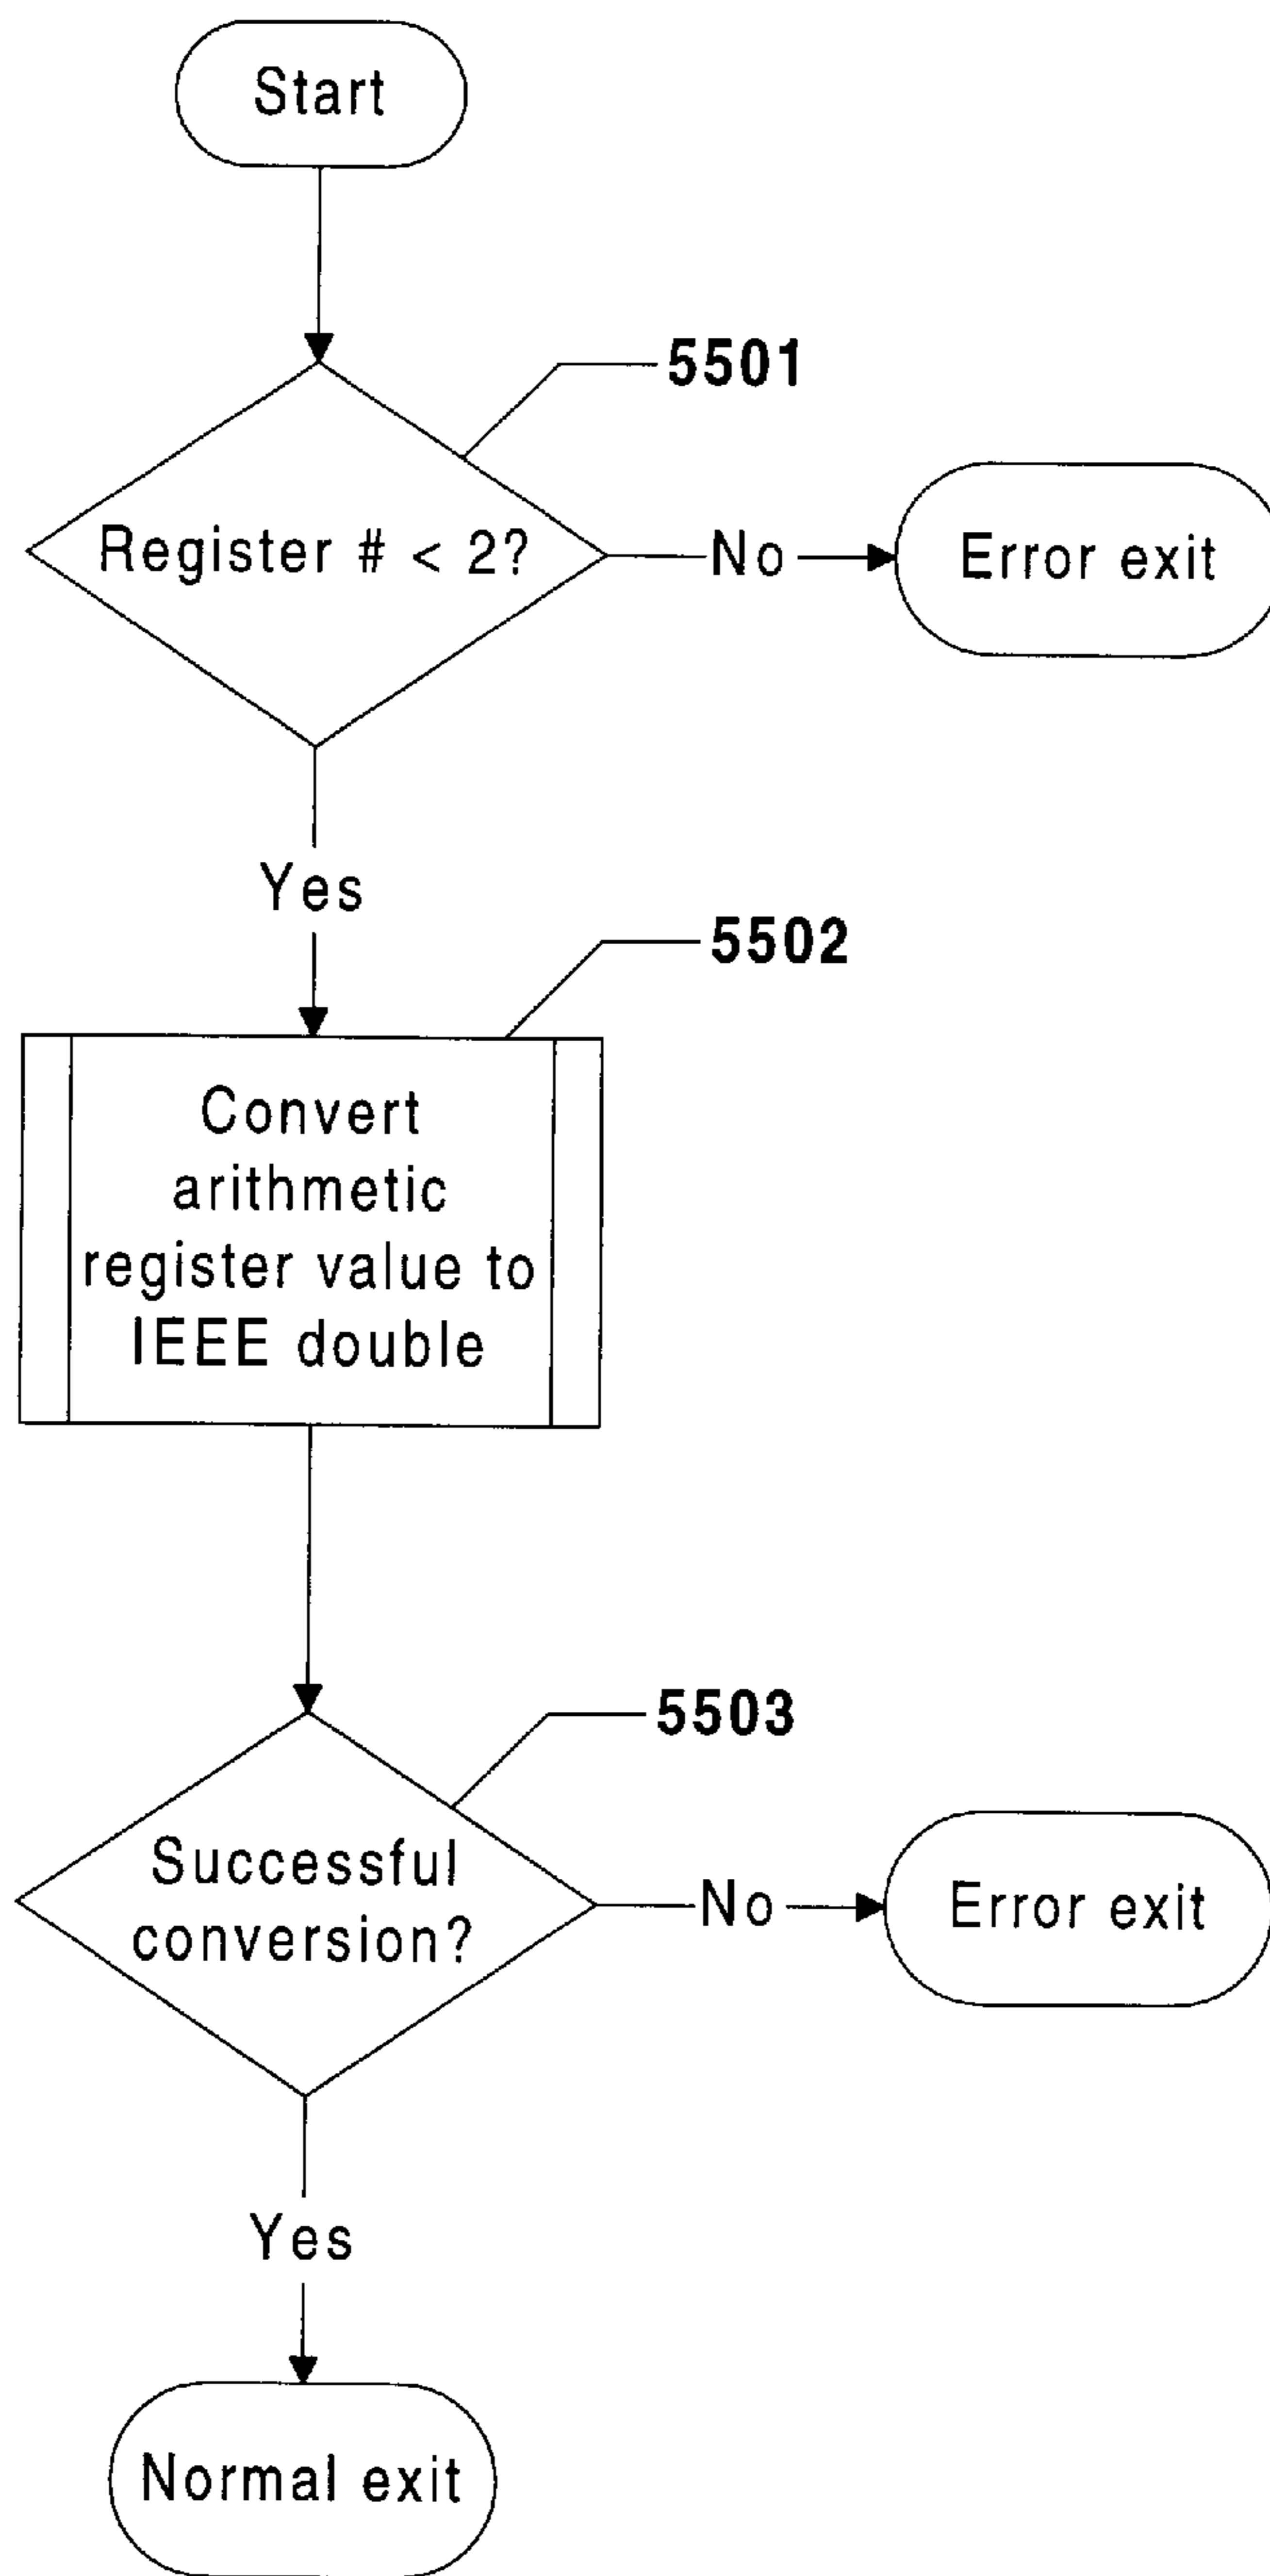 Start
5501
Register # < 2?
No
Error exit
Yes
5502
Convert
arithmetic
register value to
IEEE double
5503
Successful
conversion?
No
Error exit
Yes
Normal exit